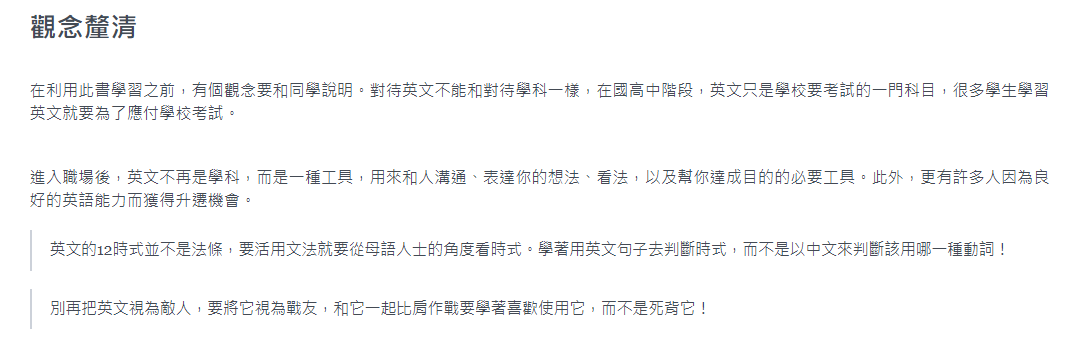 觀念釐清
在利用此書學習之前，有個觀念要和同學說明。對待英文不能和對待學科一樣，在國高中階段，英文只是學校要考試的一門科目，很多學生學習
英文就要為了應付學校考試。
進入職場後，英文不再是學科，而是一種工具，用來和人溝通、表達你的想法、看法，以及幫你達成目的的必要工具。此外，更有許多人因為良
好的英語能力而獲得升遷機會。
英文的12時式並不是法條，要活用文法就要從母語人士的角度看時式。學著用英文句子去判斷時式，而不是以中文來判斷該用哪一種動詞！
別再把英文視為敵人，要將它視為戰友，和它一起比肩作戰要學著喜歡使用它，而不是死背它！